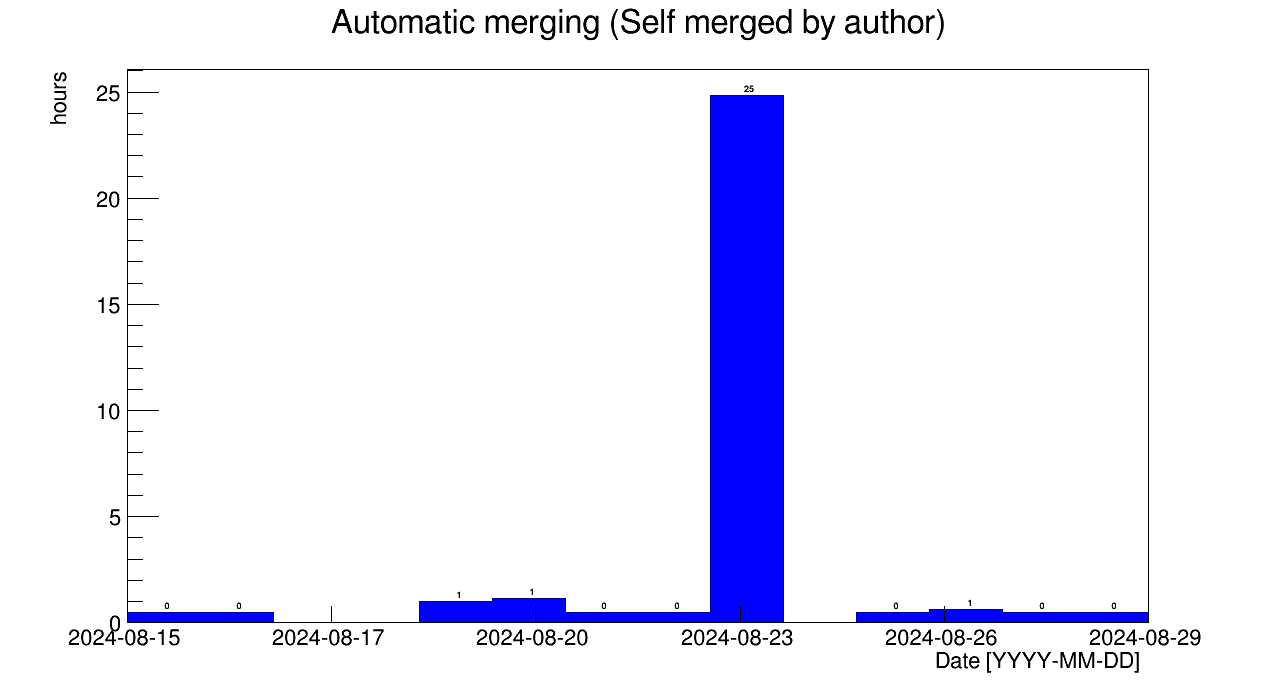 Automatic merging (Self merged by author)
hours
25
20
15
10
5
0
0 0 1 1 0 0 25 0 1 0 0
2024-08-15 2024-08-17 2024-08-20 2024-08-23 2024-08-26 2024-08-29
Date [YYYY-MM-DD]